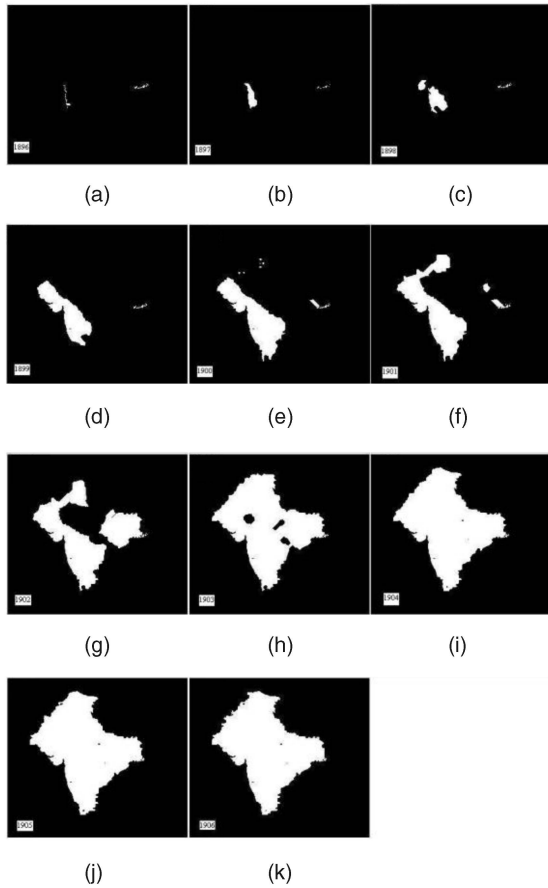 1896 1897 1898
(a) (b) (c)
1899 1900 1901
(d) (e) (f)
1902 1903 1904
(g) (h) (i)
1905 1906
(j) (k)